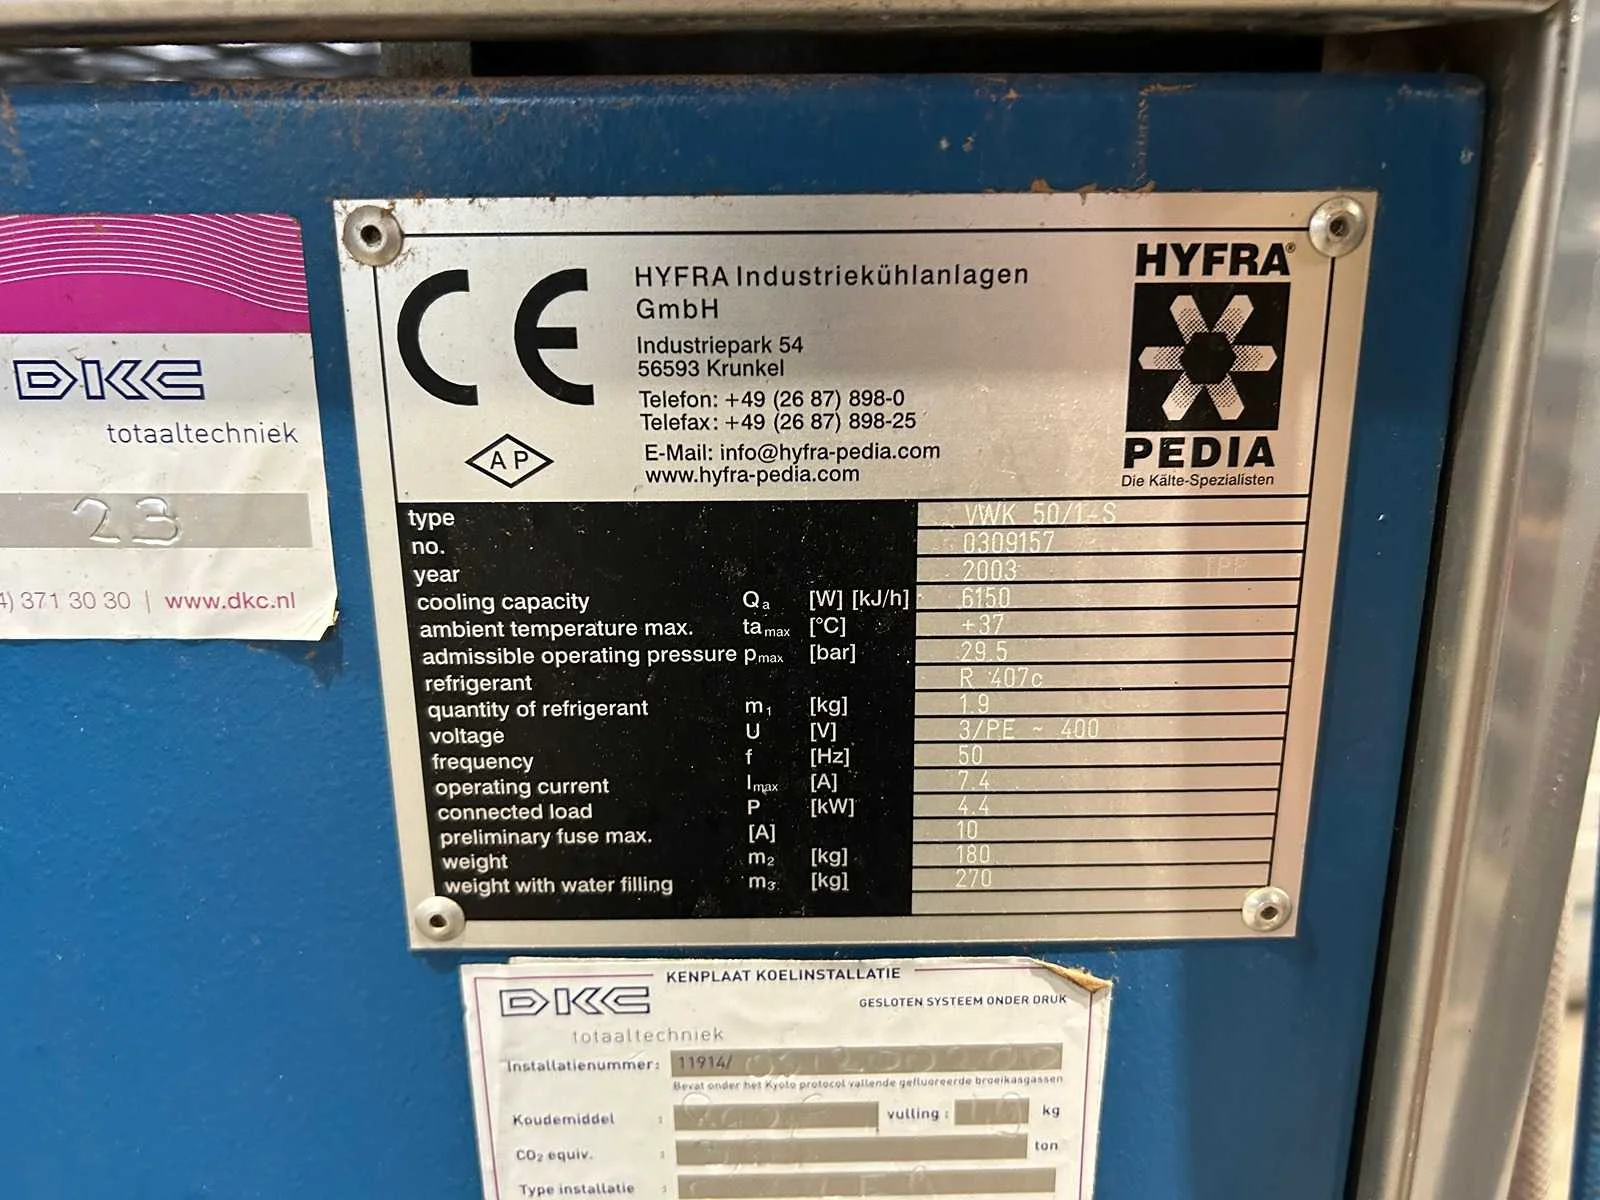 DKC
totaaltechniek
23
4) 371 30 30 | www.dkc.nl
CE
AP
HYFRA Industriekühlanlagen
GmbH
Industriepark 54
56593 Krunkel
Telefon: +49 (26 87) 898-0
Telefax: +49 (26 87) 898-25
E-Mail: info@hyfra-pedia.com
www.hyfra-pedia.com
HYFRA®
PEDIA
Die Kälte-Spezialisten
type VWK 50/1-S
no. 0309157
year 2003
cooling capacity Qa [W] [kJ/h] 6150
ambient temperature max. ta max [°C] +37
admissible operating pressure pmax [bar] 29.5
refrigerant R 407c
quantity of refrigerant m1 [kg] 1.9
voltage U [V] 3/PE ~ 400
frequency f [Hz] 50
operating current Imax [A] 7.4
connected load P [kW] 4.4
preliminary fuse max. [A] 10
weight m2 [kg] 180
weight with water filling m3 [kg] 270
KENPLAAT KOELINSTALLATIE
DKC
GESLOTEN SYSTEEM ONDER DRUK
totaaltechniek
Installatienummer: 11914/
Bevat onder het Kyoto protocol vallende gefluoreerde broeikasgassen
Koudemiddel : vulling : kg
CO2 equiv. : ton
Type installatie :